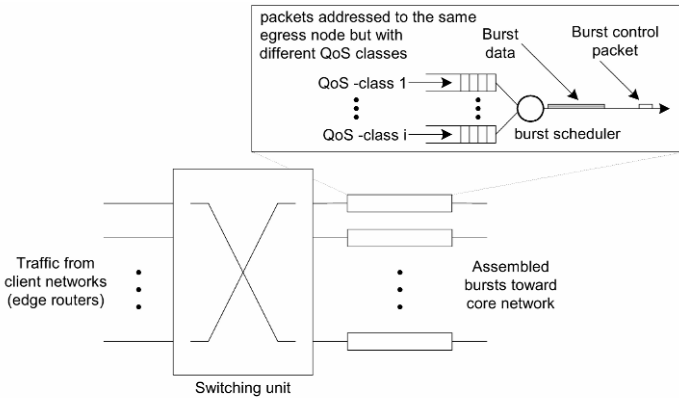 packets addressed to the same
egress node but with
different QoS classes
Burst
data
Burst control
packet
QoS -class 1
QoS -class i
burst scheduler
Traffic from
client networks
(edge routers)
Assembled
bursts toward
core network
Switching unit